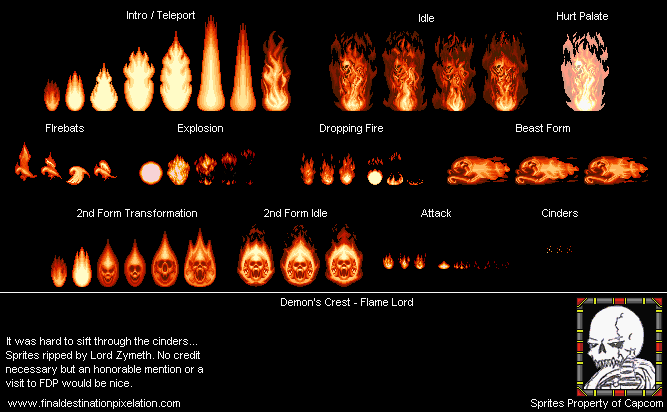 Intro / Teleport
Idle
Hurt Palate
FIrebats
Explosion
Dropping Fire
Beast Form
2nd Form Transformation
2nd Form Idle
Attack
Cinders
Demon's Crest - Flame Lord
It was hard to sift through the cinders...
Sprites ripped by Lord Zymeth. No credit
necessary but an honorable mention or a
visit to FDP would be nice.
www.finaldestinationpixelation.com
Sprites Property of Capcom